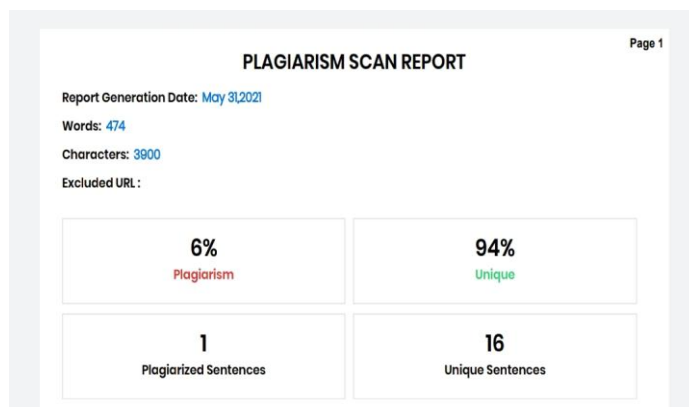 Page 1
PLAGIARISM SCAN REPORT
Report Generation Date: May 31,2021
Words: 474
Characters: 3900
Excluded URL :
6%
Plagiarism
94%
Unique
1
Plagiarized Sentences
16
Unique Sentences